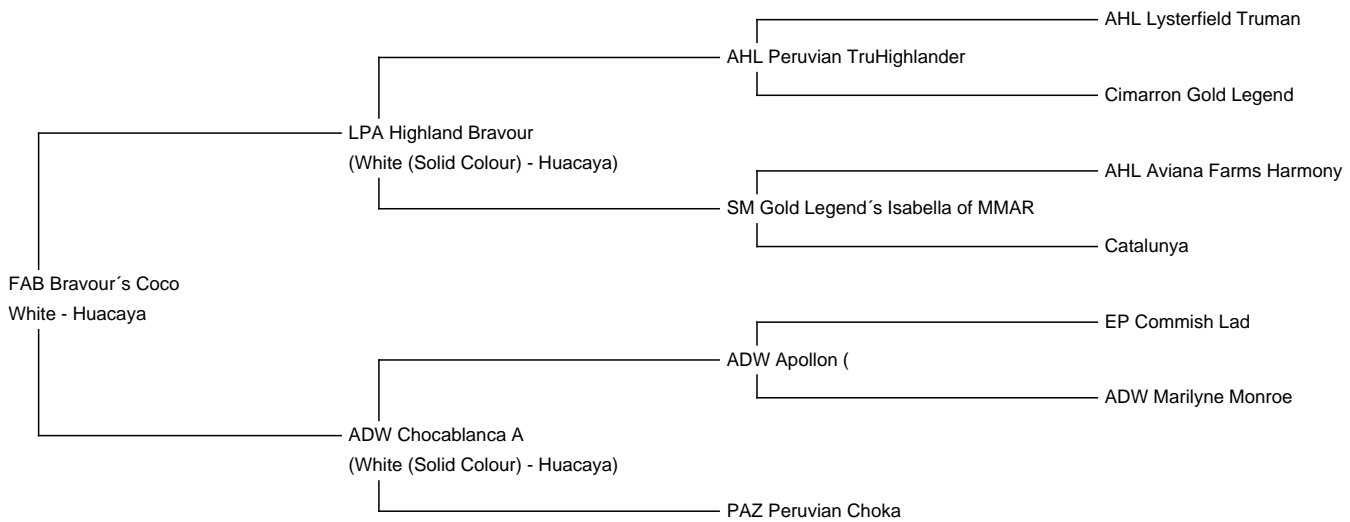 AHL Lysterfield Truman
AHL Peruvian TruHighlander
Cimarron Gold Legend
LPA Highland Bravour
(White (Solid Colour) - Huacaya)
AHL Aviana Farms Harmony
SM Gold Legend´s Isabella of MMAR
Catalunya
FAB Bravour´s Coco
White - Huacaya
EP Commish Lad
ADW Apollon (
ADW Marilyne Monroe
ADW Chocablanca A
(White (Solid Colour) - Huacaya)
PAZ Peruvian Choka